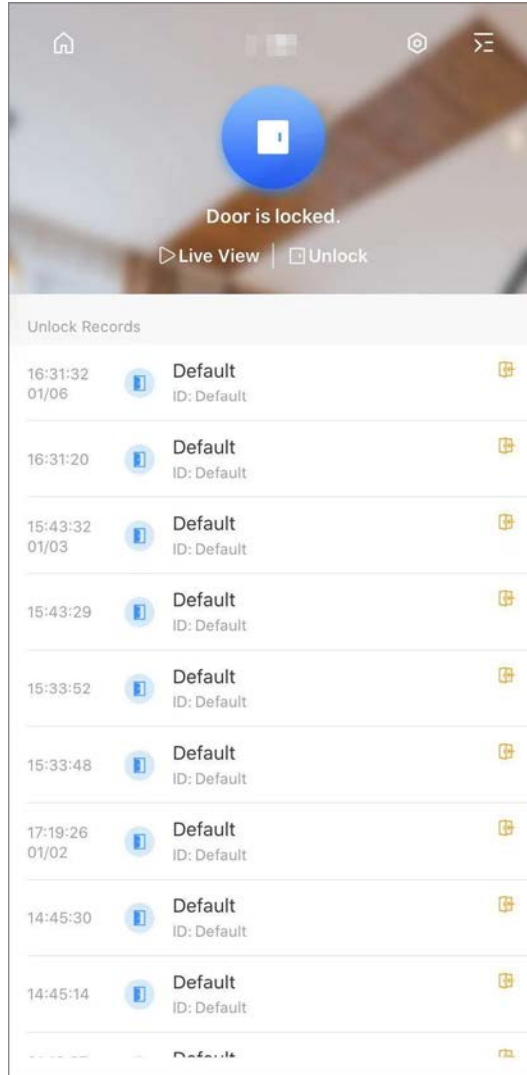 Door is locked.
Live View
Unlock
Unlock Records
16:31:32
01/06
Default
ID: Default
16:31:20
Default
ID: Default
15:43:32
01/03
Default
ID: Default
15:43:29
Default
ID: Default
15:33:52
Default
ID: Default
15:33:48
Default
ID: Default
17:19:26
01/02
Default
ID: Default
14:45:30
Default
ID: Default
14:45:14
Default
ID: Default
Default